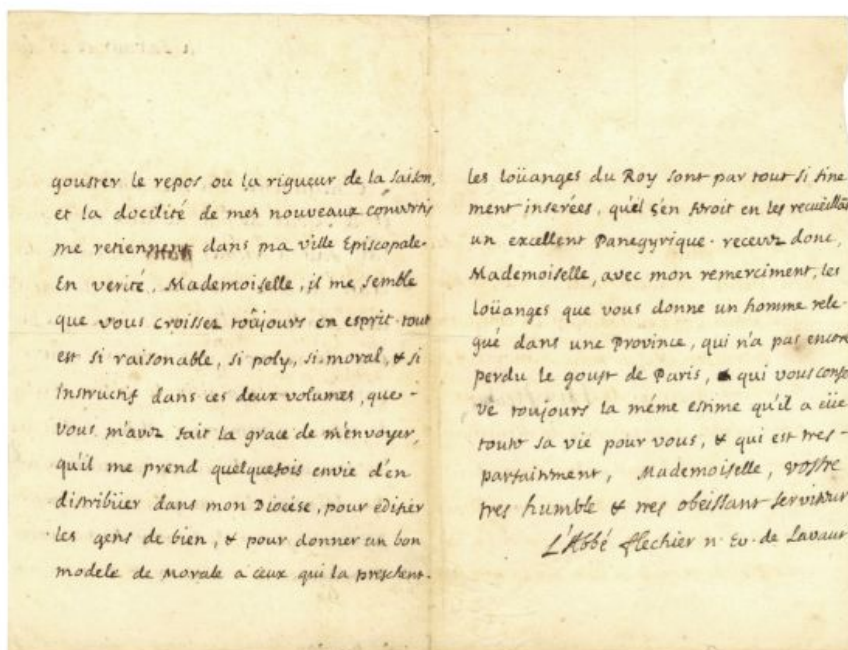 gouster le repos ou la rigueur de la saison,
et la docilité de mes nouveaux convertis
me retiennent dans ma ville Episcopale.
En verité, Mademoiselle, il me semble
que vous croissez toûjours en esprit. tout
est si raisonable, si poly, si moral, & si
Instructif dans ces deux volumes, que
vous m'avez fait la grace de m'envoyer,
qu'il me prend quelquefois envie d'en
distribüer dans mon Diocése, pour edifier
les gens de bien, & pour donner un bon
modele de Morale a ceux qui la preschent.
les loüanges du Roy sont par tout si fine
ment inserées, qu'il s'en feroit en les recueillāt
un excellent Panegyrique. recevez donc,
Mademoiselle, avec mon remerciment, les
loüanges que vous donne un homme rele-
gué dans une Province, qui n'a pas encore
perdu le goust de Paris, & qui vous conser
ve toûjours la méme estime qu'il a eüe
toute sa vie pour vous, & qui est tres-
parfaitement, Mademoiselle, vostre
tres humble & tres obeissant serviteur
L'Abbé flechier n. Ev. de Lavaur